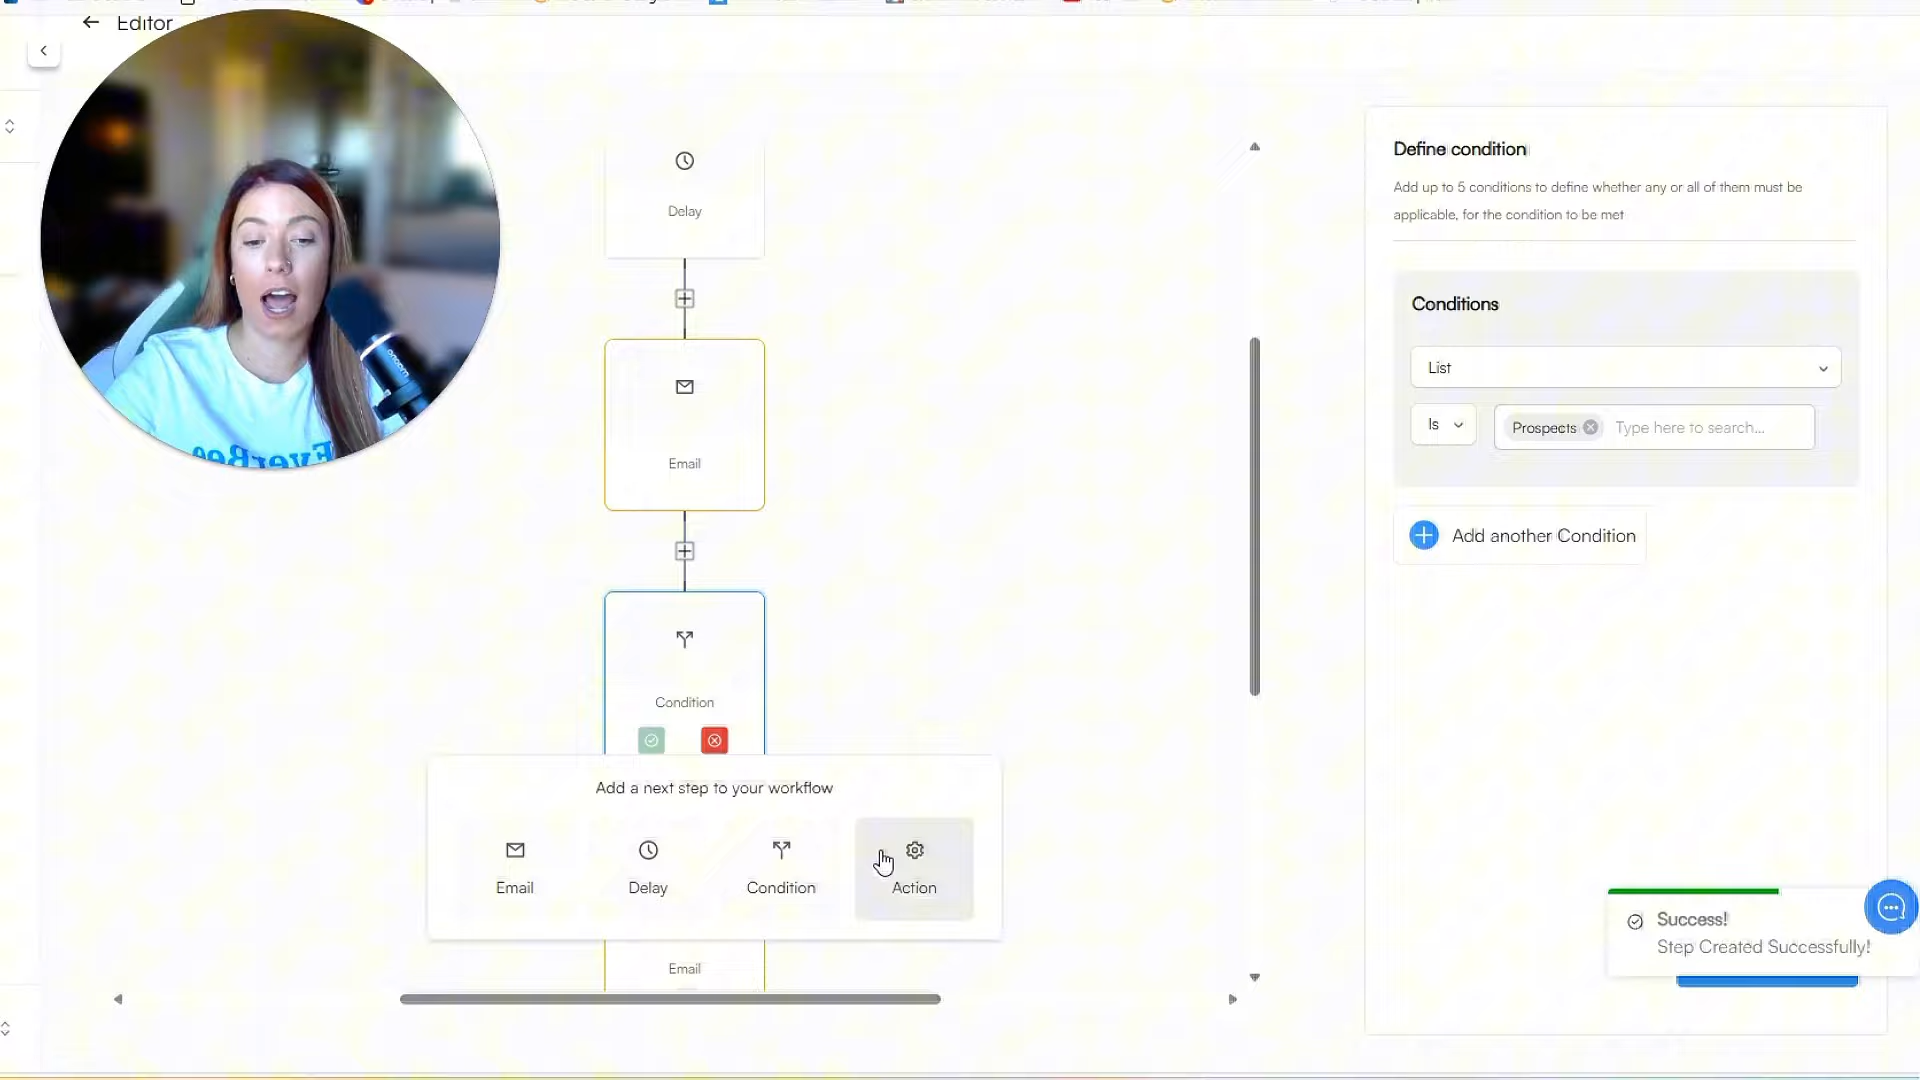 Editor
EverBee
Delay
Email
Condition
Add a next step to your workflow
Email
Delay
Condition
Action
Email
Define condition
Add up to 5 conditions to define whether any or all of them must be
applicable, for the condition to be met
Conditions
List
Is
Prospects
Type here to search...
Add another Condition
Success!
Step Created Successfully!